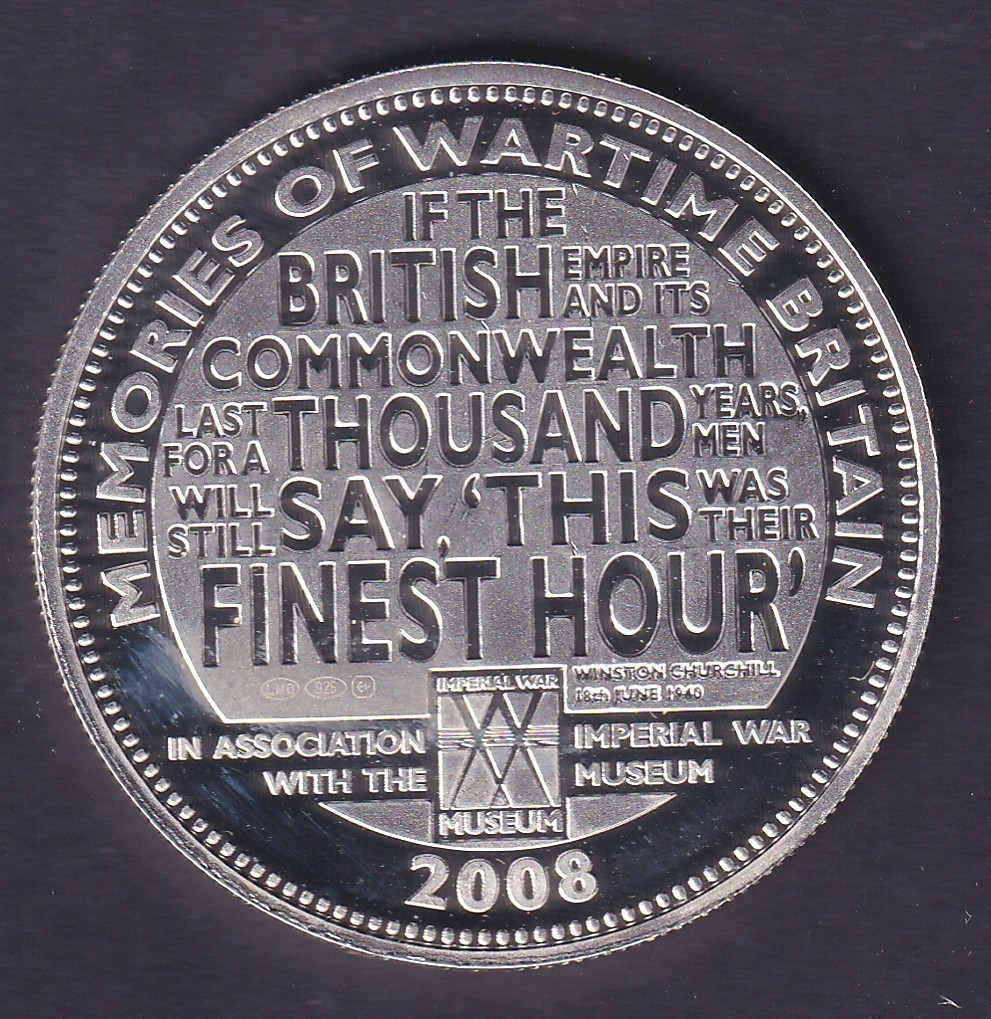 MEMORIES OF WARTIME BRITAIN
IF THE
BRITISH EMPIRE AND ITS
COMMONWEALTH
LAST FOR A THOUSAND YEARS, MEN
WILL STILL SAY, ‘THIS WAS THEIR
FINEST HOUR’
WINSTON CHURCHILL
18th JUNE 1940
925
IMPERIAL WAR
MUSEUM
IN ASSOCIATION
WITH THE
IMPERIAL WAR
MUSEUM
2008